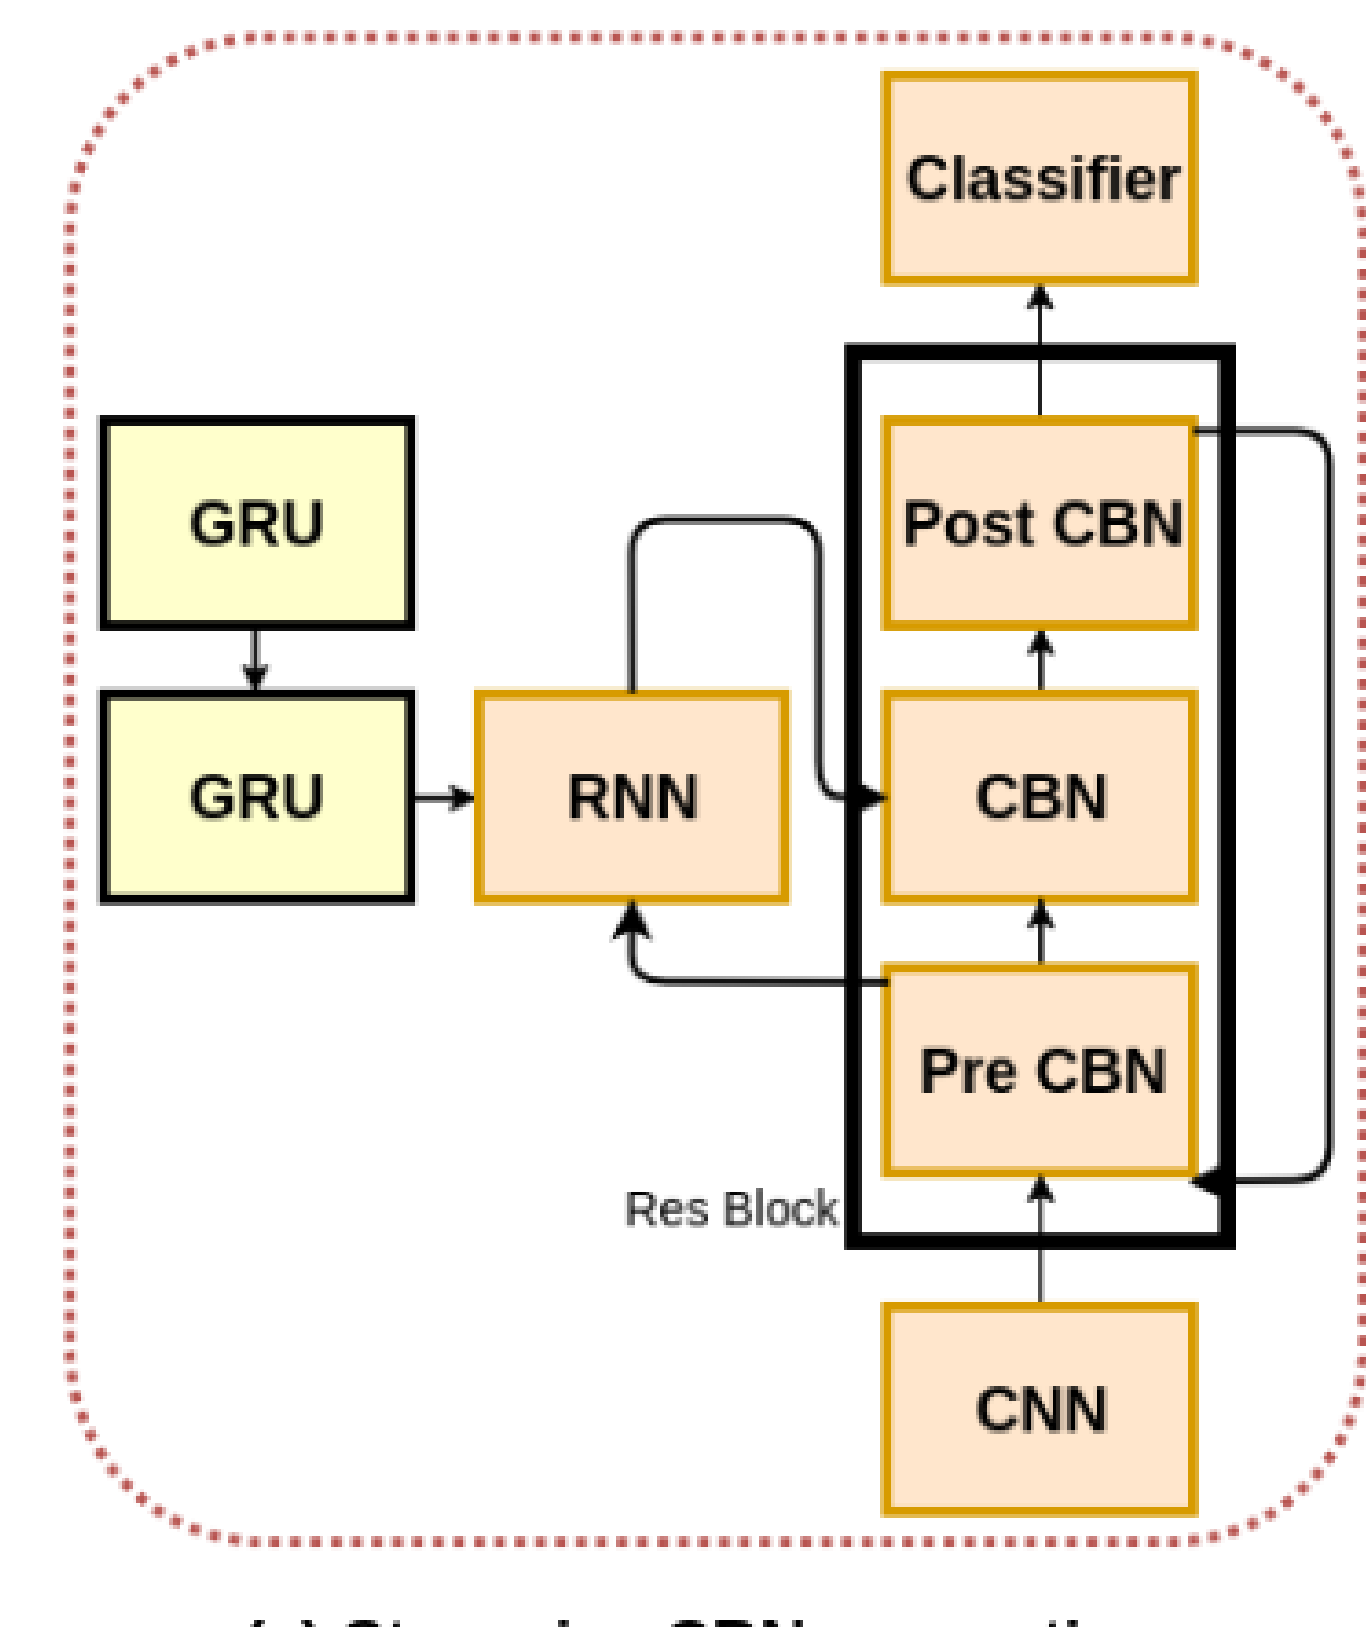 Classifier
GRU
Post CBN
GRU
RNN
CBN
Pre CBN
Res Block
CNN